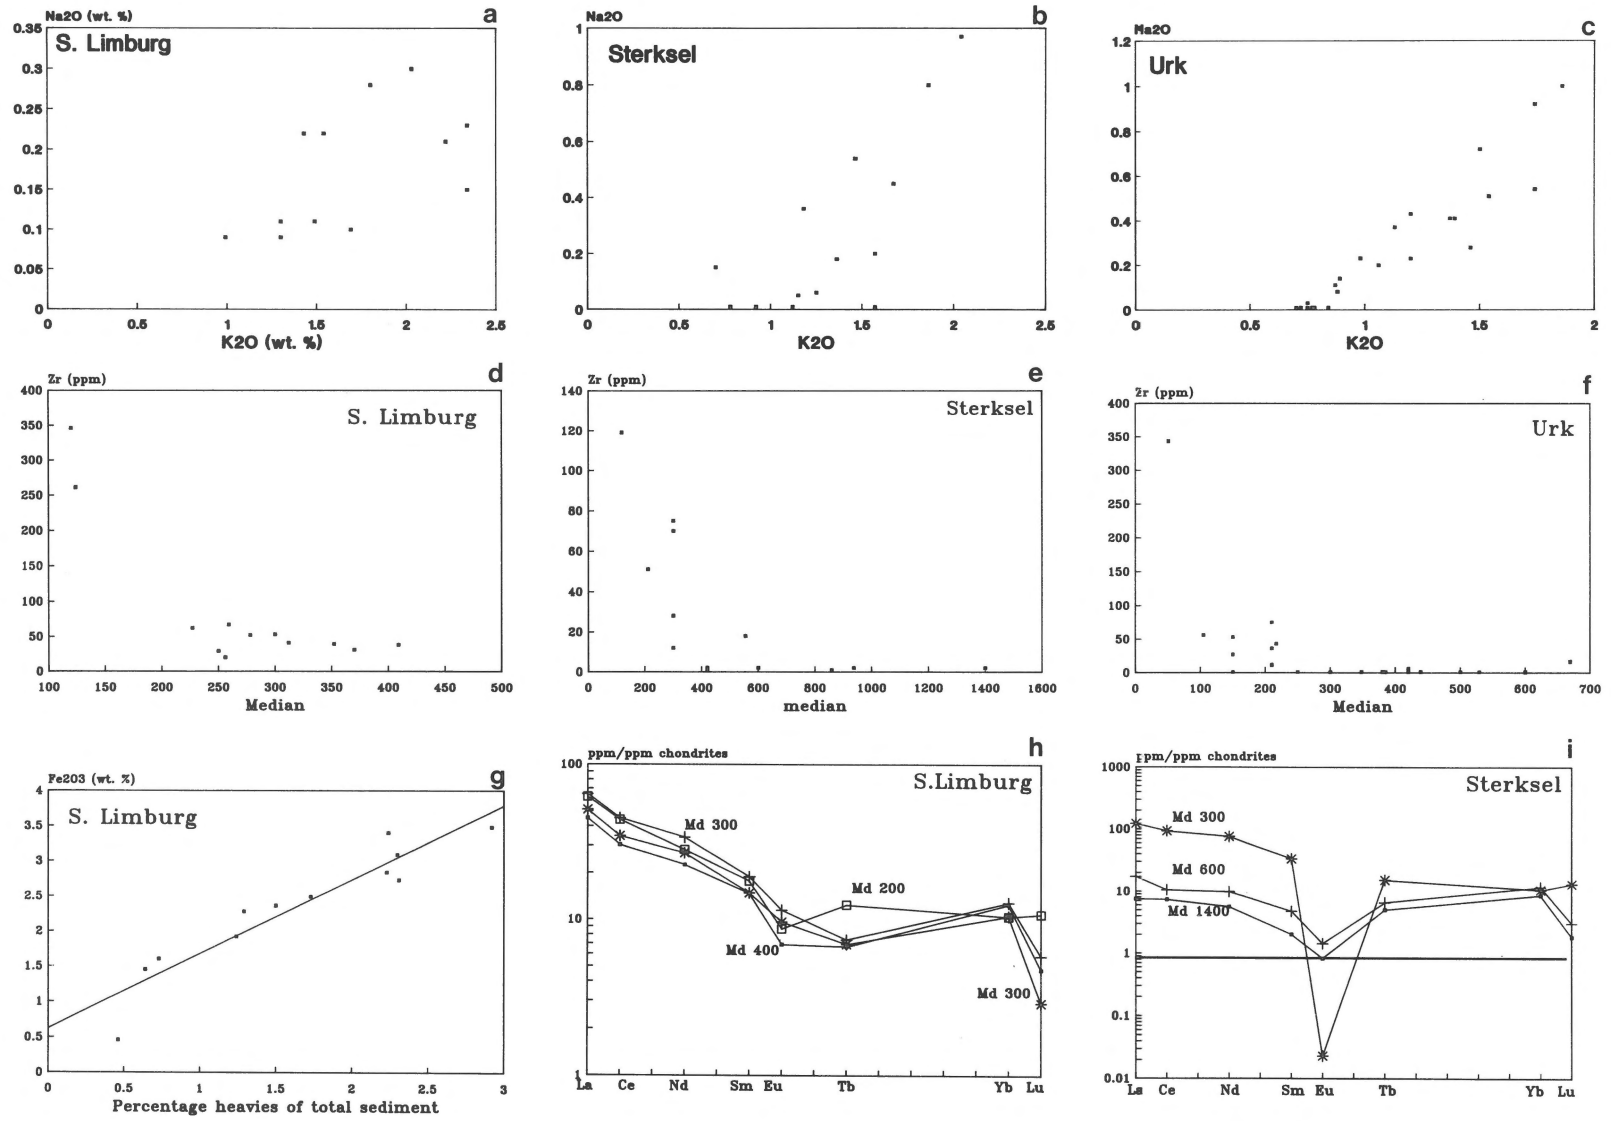 Na2O (wt. %)
a
S. Limburg
0.35
0.3
0.25
0.2
0.15
0.1
0.05
0
0 0.5 1 1.5 2 2.5
K2O (wt. %)
Na2O
b
Sterksel
1
0.8
0.6
0.4
0.2
0
0 0.5 1 1.5 2 2.5
K2O
Na2O
c
Urk
1.2
1
0.8
0.6
0.4
0.2
0
0 0.5 1 1.5 2
K2O
Zr (ppm)
d
S. Limburg
400
350
300
250
200
150
100
50
0
100 150 200 250 300 350 400 450 500
Median
Zr (ppm)
e
Sterksel
140
120
100
80
60
40
20
0
0 200 400 600 800 1000 1200 1400 1600
median
Zr (ppm)
f
Urk
400
350
300
250
200
150
100
50
0
0 100 200 300 400 500 600 700
Median
Fe2O3 (wt. %)
g
S. Limburg
4
3.5
3
2.5
2
1.5
1
0.5
0
0 0.5 1 1.5 2 2.5 3
Percentage heavies of total sediment
ppm/ppm chondrites
h
S.Limburg
100
10
1
Md 300
Md 200
Md 400
Md 300
La Ce Nd Sm Eu Tb Yb Lu
ppm/ppm chondrites
i
Sterksel
1000
100
10
1
0.1
0.01
Md 300
Md 600
Md 1400
La Ce Nd Sm Eu Tb Yb Lu